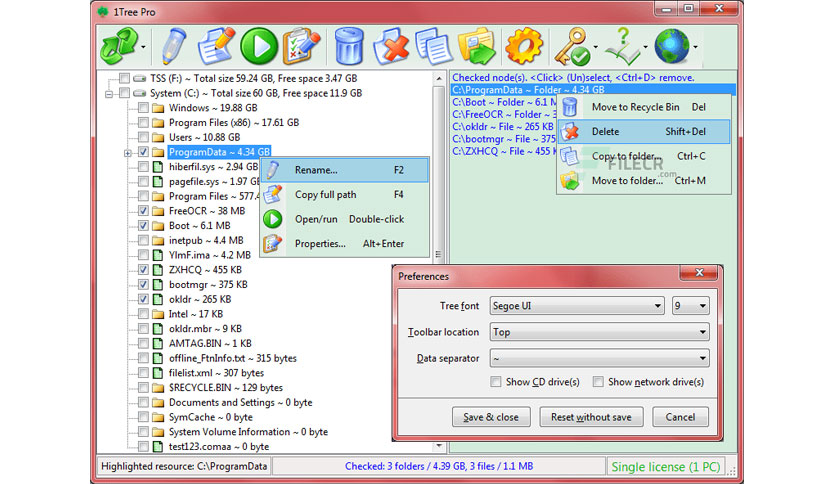 1Tree Pro
TSS (F:) ~ Total size 59.24 GB, Free space 3.47 GB
System (C:) ~ Total size 60 GB, Free space 11.9 GB
Windows ~ 19.88 GB
Program Files (x86) ~ 17.61 GB
Users ~ 10.88 GB
ProgramData ~ 4.34 GB
hiberfil.sys ~ 2.94 GB
pagefile.sys ~ 1.97 G
Program Files ~ 577.4
FreeOCR ~ 38 MB
Boot ~ 6.1 MB
inetpub ~ 4.4 MB
YlmF.ima ~ 4.2 MB
ZXHCQ ~ 455 KB
bootmgr ~ 375 KB
okldr ~ 265 KB
Intel ~ 17 KB
okldr.mbr ~ 9 KB
AMTAG.BIN ~ 1 KB
offline_FtnInfo.txt ~ 315 bytes
filelist.xml ~ 307 bytes
$RECYCLE.BIN ~ 129 bytes
Documents and Settings ~ 0 byte
SymCache ~ 0 byte
System Volume Information ~ 0 byte
test123.comaa ~ 0 byte
Rename... F2
Copy full path F4
Open/run Double-click
Properties... Alt+Enter
Checked node(s). <Click> (Un)select, <Ctrl+D> remove.
C:\ProgramData ~ Folder ~ 4.34 GB
C:\Boot ~ Folder ~ 6.1 M
C:\FreeOCR ~ Folder ~ 3
C:\okldr ~ File ~ 265 KB
C:\bootmgr ~ File ~ 375
C:\ZXHCQ ~ File ~ 455 K
Move to Recycle Bin Del
Delete Shift+Del
Copy to folder... Ctrl+C
Move to folder... Ctrl+M
FILECR
.com
Preferences
Tree font Segoe UI 9
Toolbar location Top
Data separator ~
Show CD drive(s) Show network drive(s)
Save & close Reset without save Cancel
Highlighted resource: C:\ProgramData Checked: 3 folders / 4.39 GB, 3 files / 1.1 MB Single license (1 PC)